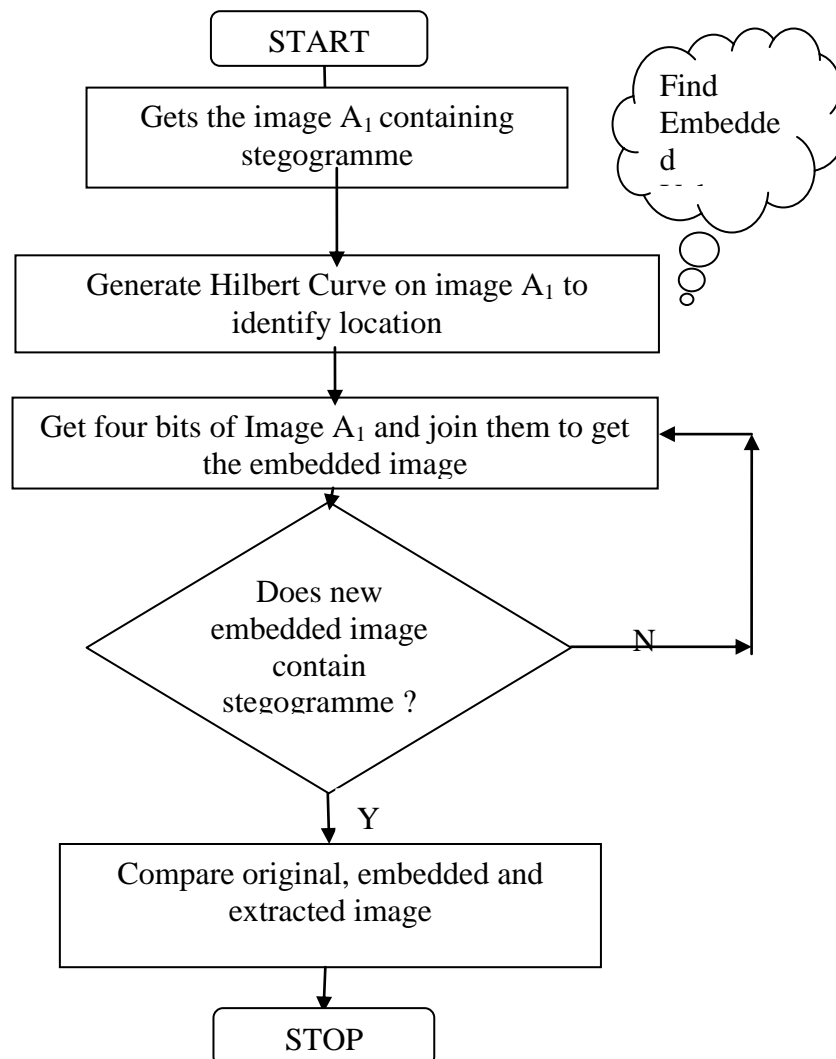 START
Gets the image A₁ containing
stegogramme
Find
Embedde
d
Generate Hilbert Curve on image A₁ to
identify location
Get four bits of Image A₁ and join them to get
the embedded image
Does new
embedded image
contain
stegogramme ?
N
Y
Compare original, embedded and
extracted image
STOP